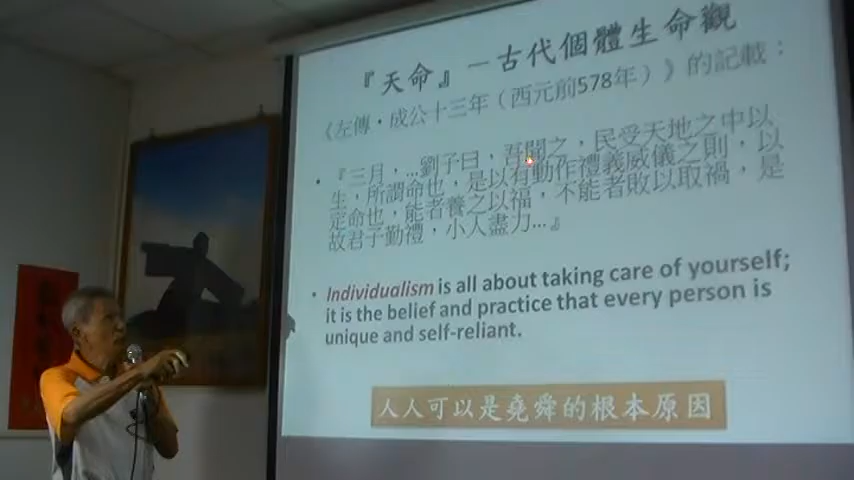 『天命』－古代個體生命觀
《左傳‧成公十三年（西元前578年）》的記載：
• 『三月，…劉子曰，吾聞之，民受天地之中以
生，所謂命也，是以有動作禮義威儀之則，以
定命也，能者養之以福，不能者敗以取禍，是
故君子勤禮，小人盡力…』
• Individualism is all about taking care of yourself;
it is the belief and practice that every person is
unique and self-reliant.
人人可以是堯舜的根本原因